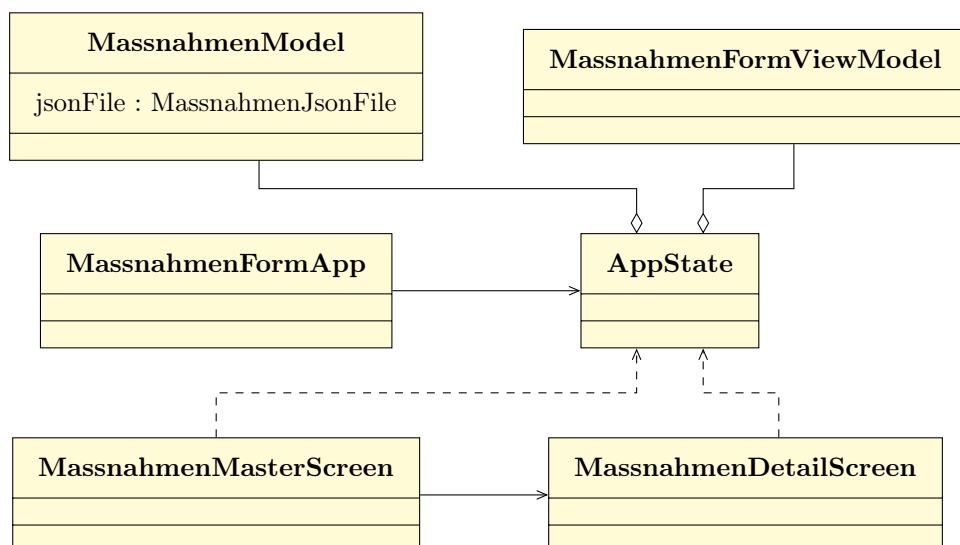 MassnahmenModel
jsonFile : MassnahmenJsonFile
MassnahmenFormViewModel
MassnahmenFormApp
AppState
MassnahmenMasterScreen
MassnahmenDetailScreen